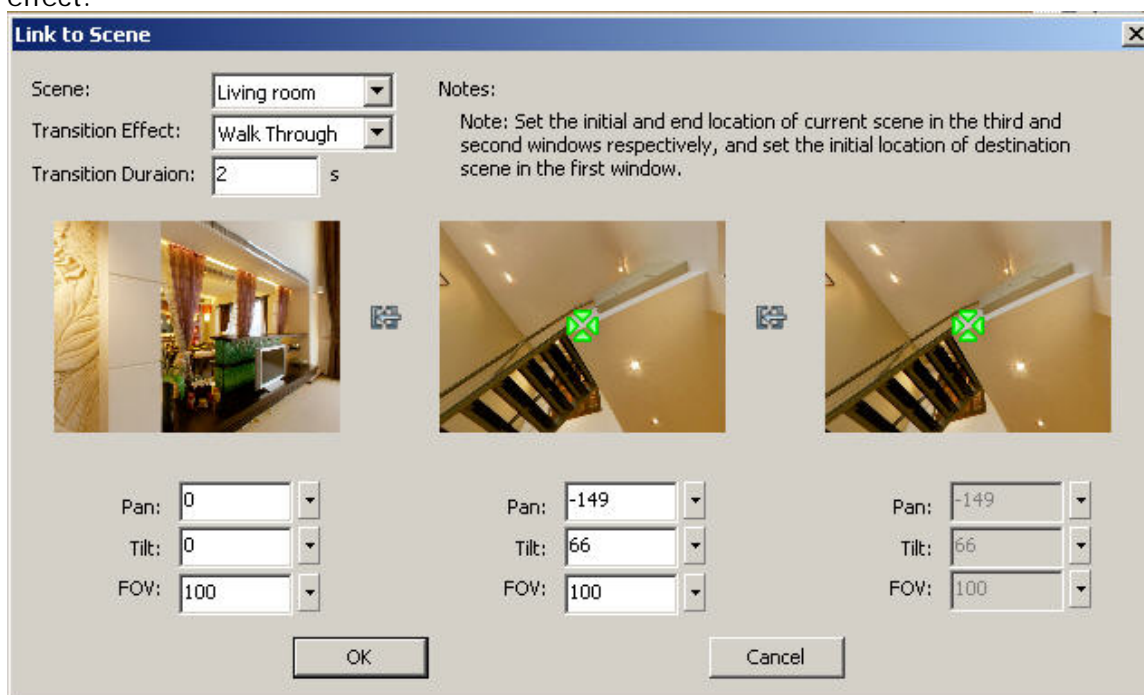 effect.
Link to Scene
Scene: Living room
Transition Effect: Walk Through
Transition Duraion: 2 s
Notes:
Note: Set the initial and end location of current scene in the third and
second windows respectively, and set the initial location of destination
scene in the first window.
Pan: 0
Tilt: 0
FOV: 100
Pan: -149
Tilt: 66
FOV: 100
Pan: -149
Tilt: 66
FOV: 100
OK
Cancel